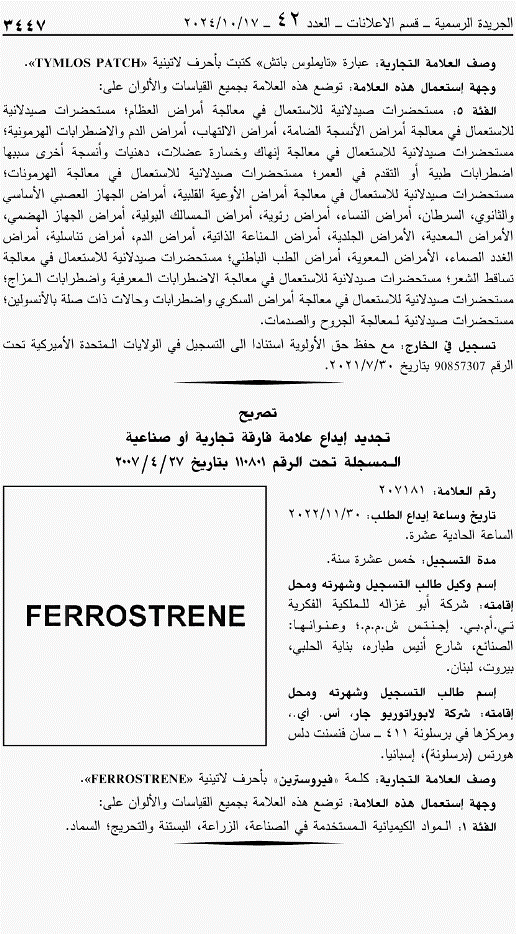 الجريدة الرسمية ــ قسم الاعلانات ــ العدد ٤٢ ــ ٢٠٢٤/١٠/١٧
٣٤٤٧
وصف العلامة التجارية: عبارة «تايملوس باتش» كتبت بأحرف لاتينية «TYMLOS PATCH».
وجهة إستعمال هذه العلامة: توضع هذه العلامة بجميع القياسات والألوان على:
الفئة ٥: مستحضرات صيدلانية للاستعمال في معالجة أمراض العظام؛ مستحضرات صيدلانية
للاستعمال في معالجة أمراض الأنسجة الضامة، أمراض الالتهاب، أمراض الدم والاضطرابات الهرمونية؛
مستحضرات صيدلانية للاستعمال في معالجة إنهاك وخسارة عضلات، دهنيات وأنسجة أخرى سببها
اضطرابات طبية أو التقدم في العمر؛ مستحضرات صيدلانية للاستعمال في معالجة الهرمونات؛
مستحضرات صيدلانية للاستعمال في معالجة أمراض الأوعية القلبية، أمراض الجهاز العصبي الأساسي
والثانوي، السرطان، أمراض النساء، أمراض رئوية، أمراض المسالك البولية، أمراض الجهاز الهضمي،
الأمراض المعدية، الأمراض الجلدية، أمراض المناعة الذاتية، أمراض الدم، أمراض تناسلية، أمراض
الغدد الصماء، الأمراض المعوية، أمراض الطب الباطني؛ مستحضرات صيدلانية للاستعمال في معالجة
تساقط الشعر؛ مستحضرات صيدلانية للاستعمال في معالجة الاضطرابات المعرفية واضطرابات المزاج؛
مستحضرات صيدلانية للاستعمال في معالجة أمراض السكري واضطرابات وحالات ذات صلة بالأنسولين؛
مستحضرات صيدلانية لمعالجة الجروح والصدمات.
تسجيل في الخارج: مع حفظ حق الأولوية استنادا الى التسجيل في الولايات المتحدة الأميركية تحت
الرقم 90857307 بتاريخ ٢٠٢١/٧/٣٠.
تصريح
تجديد إيداع علامة فارقة تجارية أو صناعية
المسجلة تحت الرقم ١١٠٨٠١ بتاريخ ٢٠٠٧/٤/٢٧
رقم العلامة: ٢٠٧١٨١
تاريخ وساعة إيداع الطلب: ٢٠٢٢/١١/٣٠
الساعة الحادية عشرة.
مدة التسجيل: خمس عشرة سنة.
إسم وكيل طالب التسجيل وشهرته ومحل
إقامته: شركة أبو غزاله للملكية الفكرية
تي.أم.بي. إجنتس ش.م.م.؛ وعنوانها:
الصنائع، شارع أنيس طباره، بناية الحلبي،
بيروت، لبنان.
إسم طالب التسجيل وشهرته ومحل
إقامته: شركة لابوراتوريو جار، أس. أي.،
ومركزها في برسلونة ٤١١ ــ سان فنسنت دلس
هورتس (برسلونة)، إسبانيا.
FERROSTRENE
وصف العلامة التجارية: كلمة «فيروسترين» بأحرف لاتينية «FERROSTRENE».
وجهة إستعمال هذه العلامة: توضع هذه العلامة بجميع القياسات والألوان على:
الفئة ١: المواد الكيميائية المستخدمة في الصناعة، الزراعة، البستنة والتحريج؛ السماد.